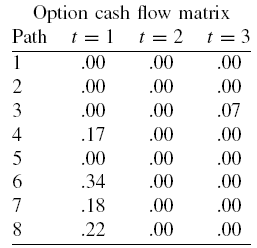 Option cash flow matrix
Path t = 1 t = 2 t = 3
1 .00 .00 .00
2 .00 .00 .00
3 .00 .00 .07
4 .17 .00 .00
5 .00 .00 .00
6 .34 .00 .00
7 .18 .00 .00
8 .22 .00 .00